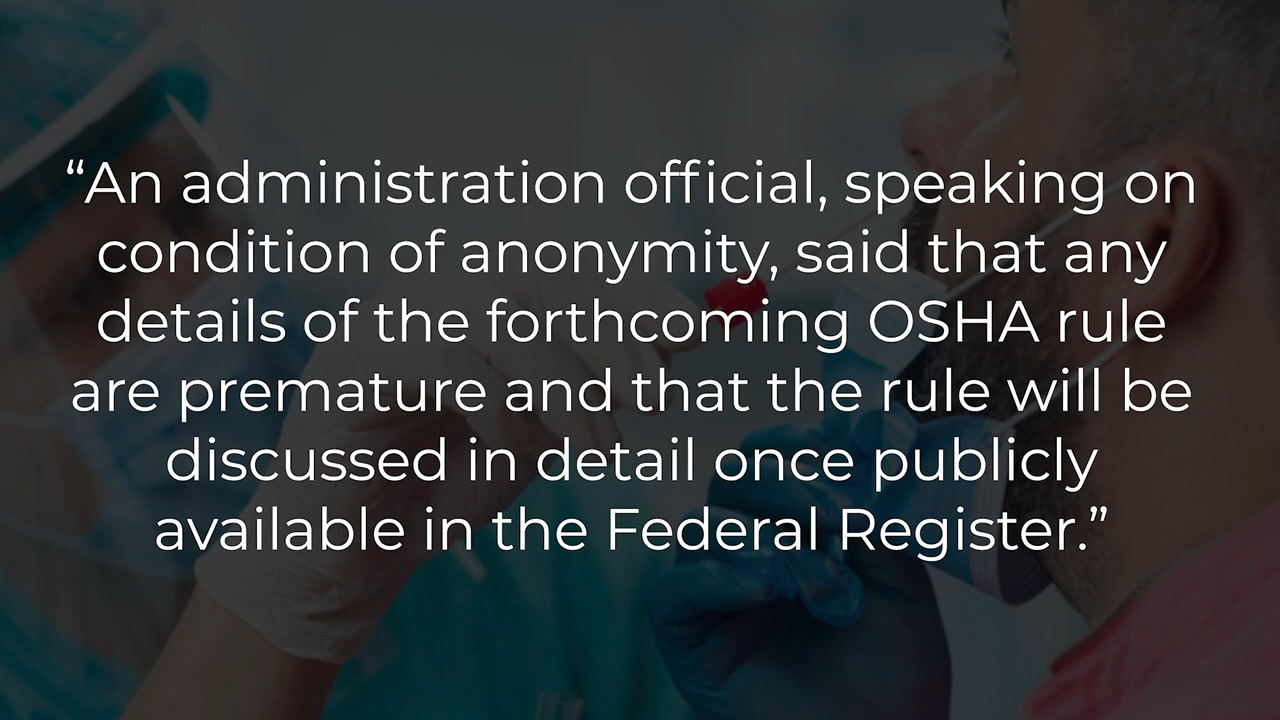 “An administration official, speaking on
condition of anonymity, said that any
details of the forthcoming OSHA rule
are premature and that the rule will be
discussed in detail once publicly
available in the Federal Register.”